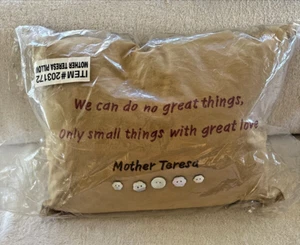 ITEM #203172
MOTHER TERESA PILLOW
We can do no great things,
only small things with great love
Mother Teresa